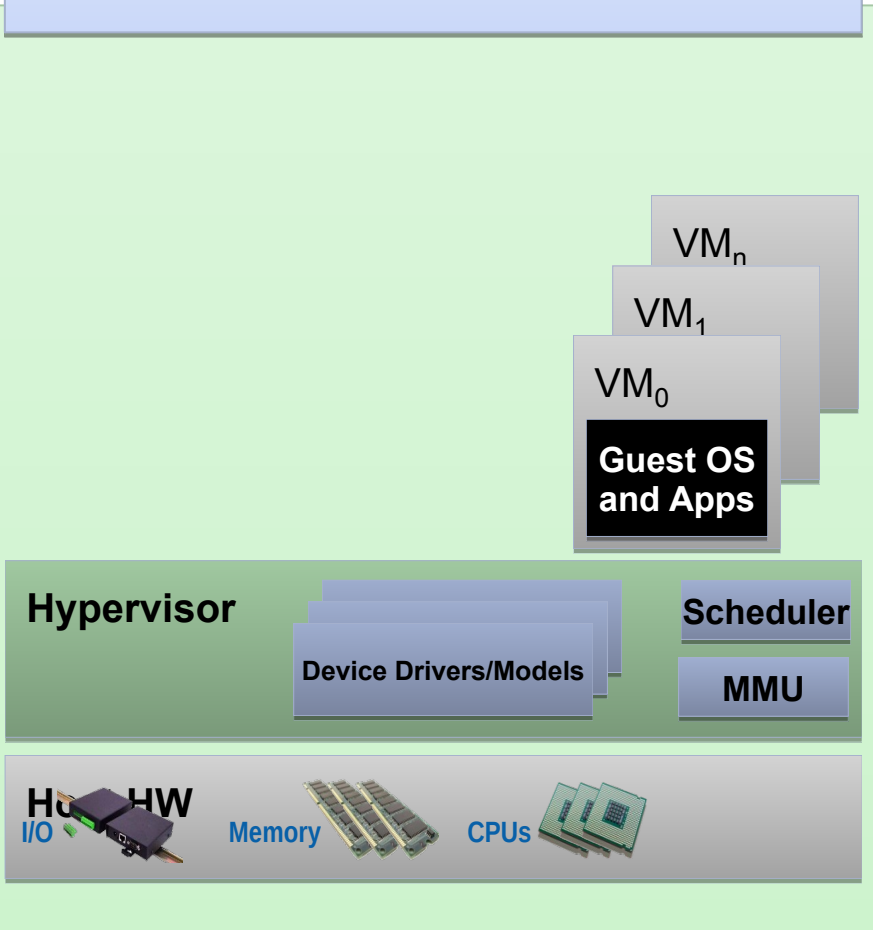 VMn
VM1
VM0
Guest OS
and Apps
Hypervisor
Scheduler
Device Drivers/Models
MMU
HW
I/O
Memory
CPUs